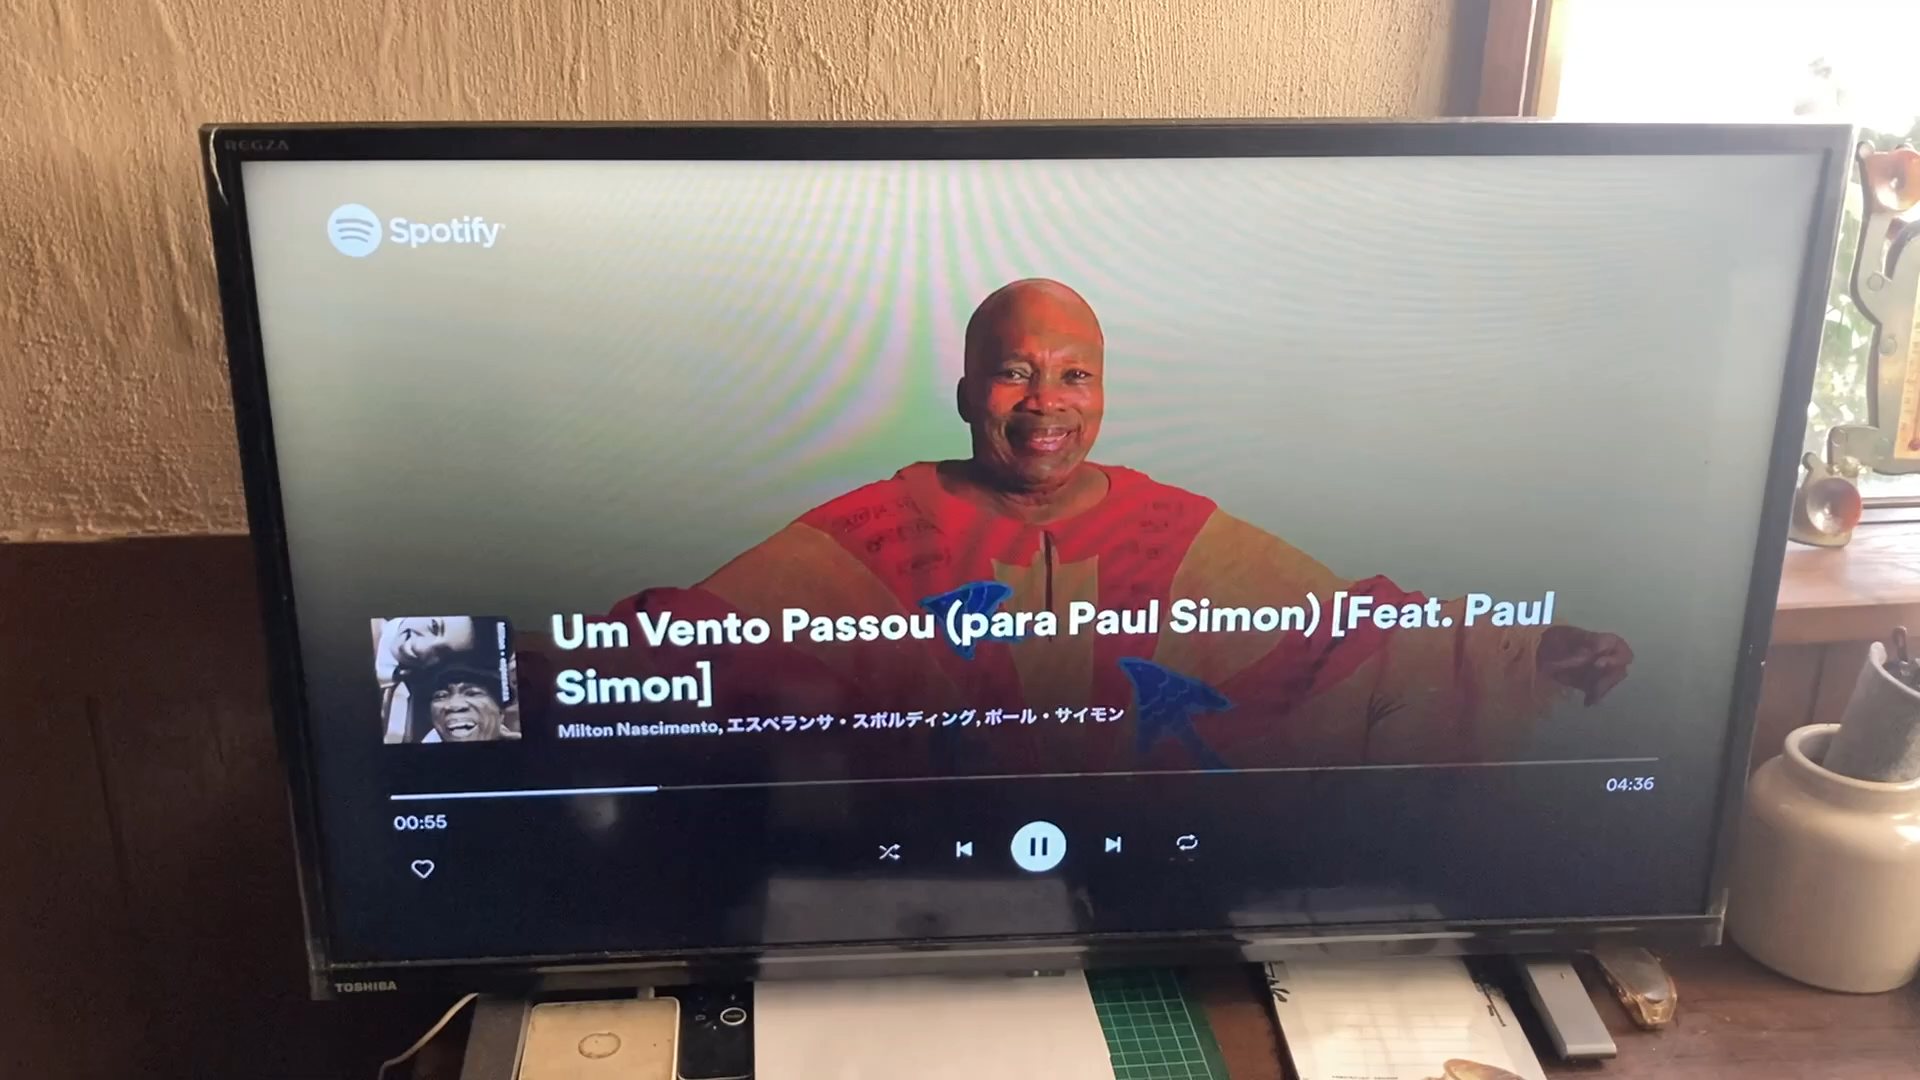 REGZA
Spotify
Um Vento Passou (para Paul Simon) [Feat. Paul
Simon]
Milton Nascimento, エスペランサ・スポルディング, ポール・サイモン
04:36
00:55
TOSHIBA